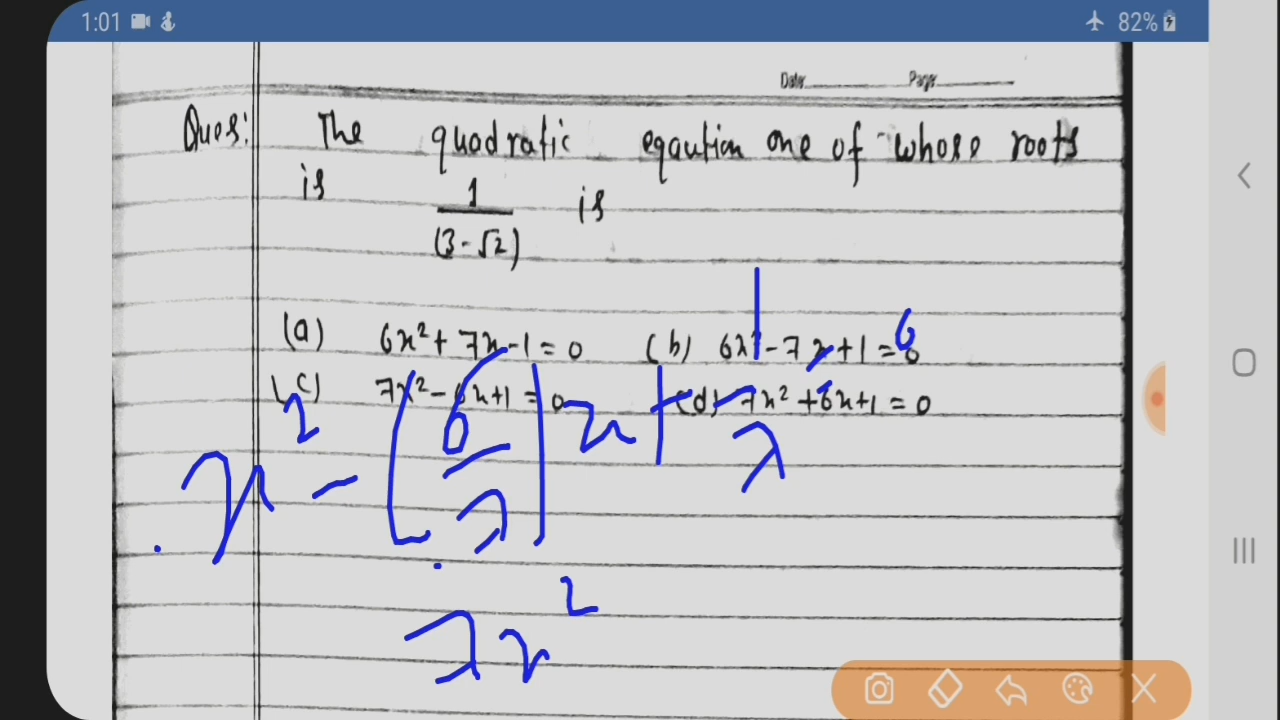 1:01 82%
Date Page
Ques: The quadratic eqaution one of whose roots
is 1/(3-√2) is
(a) 6x²+7x-1=0 (b) 6x²-7x+1=0
(c) 7x²-6x+1=0 (d) 7x²+6x+1=0
x² - (6/7)x + 1/7
7x²